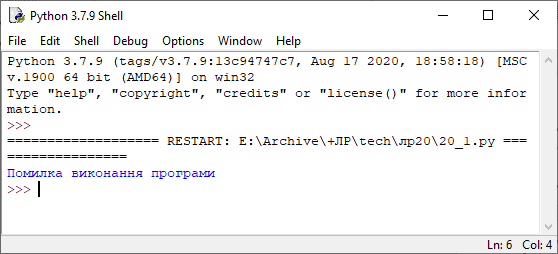 Python 3.7.9 Shell
File Edit Shell Debug Options Window Help
Python 3.7.9 (tags/v3.7.9:13c94747c7, Aug 17 2020, 18:58:18) [MSC
v.1900 64 bit (AMD64)] on win32
Type "help", "copyright", "credits" or "license()" for more infor
mation.
>>>
=================== RESTART: E:\Archive\+ЛР\tech\лр20\20_1.py ===
===============
Помилка виконання програми
>>>
Ln: 6 Col: 4